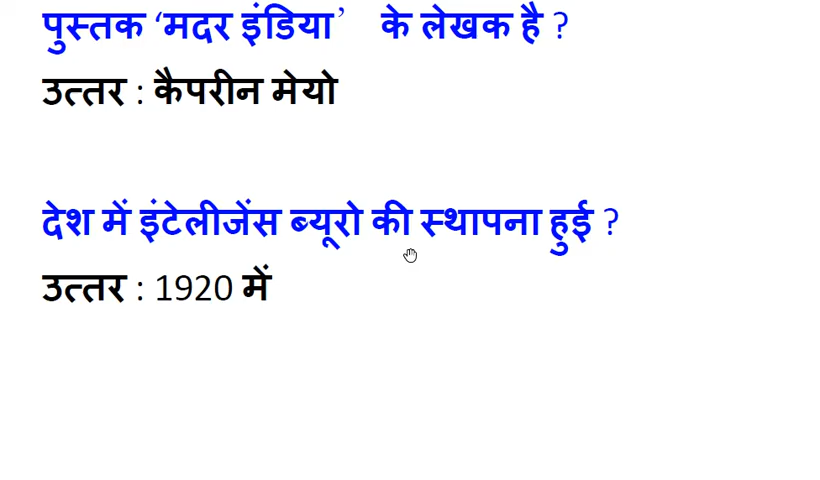 पुस्तक ‘मदर इंडिया’ के लेखक है ?
उत्तर : कैपरीन मेयो
देश में इंटेलीजेंस ब्यूरो की स्थापना हुई ?
उत्तर : 1920 में